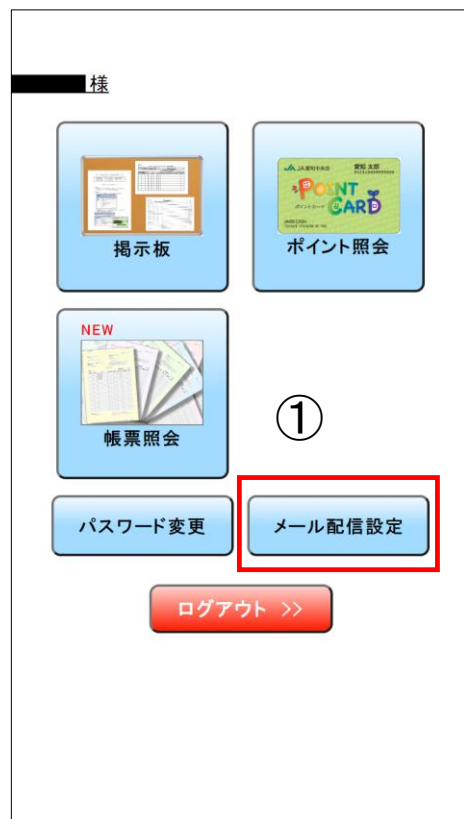 様
JA愛知中央会
愛知 太郎
POINT
ポイントカード
CARD
掲示板
ポイント照会
NEW
帳票照会
①
パスワード変更
メール配信設定
ログアウト >>